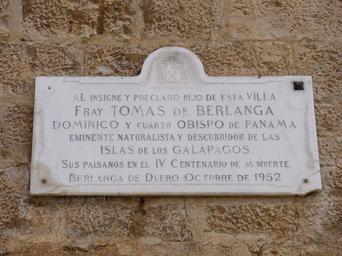 AL INSIGNE Y PRECLARO HIJO DE ESTA VILLA
FRAY TOMAS DE BERLANGA
DOMINICO Y CUARTO OBISPO DE PANAMA
EMINENTE NATURALISTA Y DESCUBRIDOR DE LAS
ISLAS DE LOS GALAPAGOS.
SUS PAISANOS EN EL IV CENTENARIO DE SU MUERTE.
BERLANGA DE DUERO OCTUBRE DE 1952